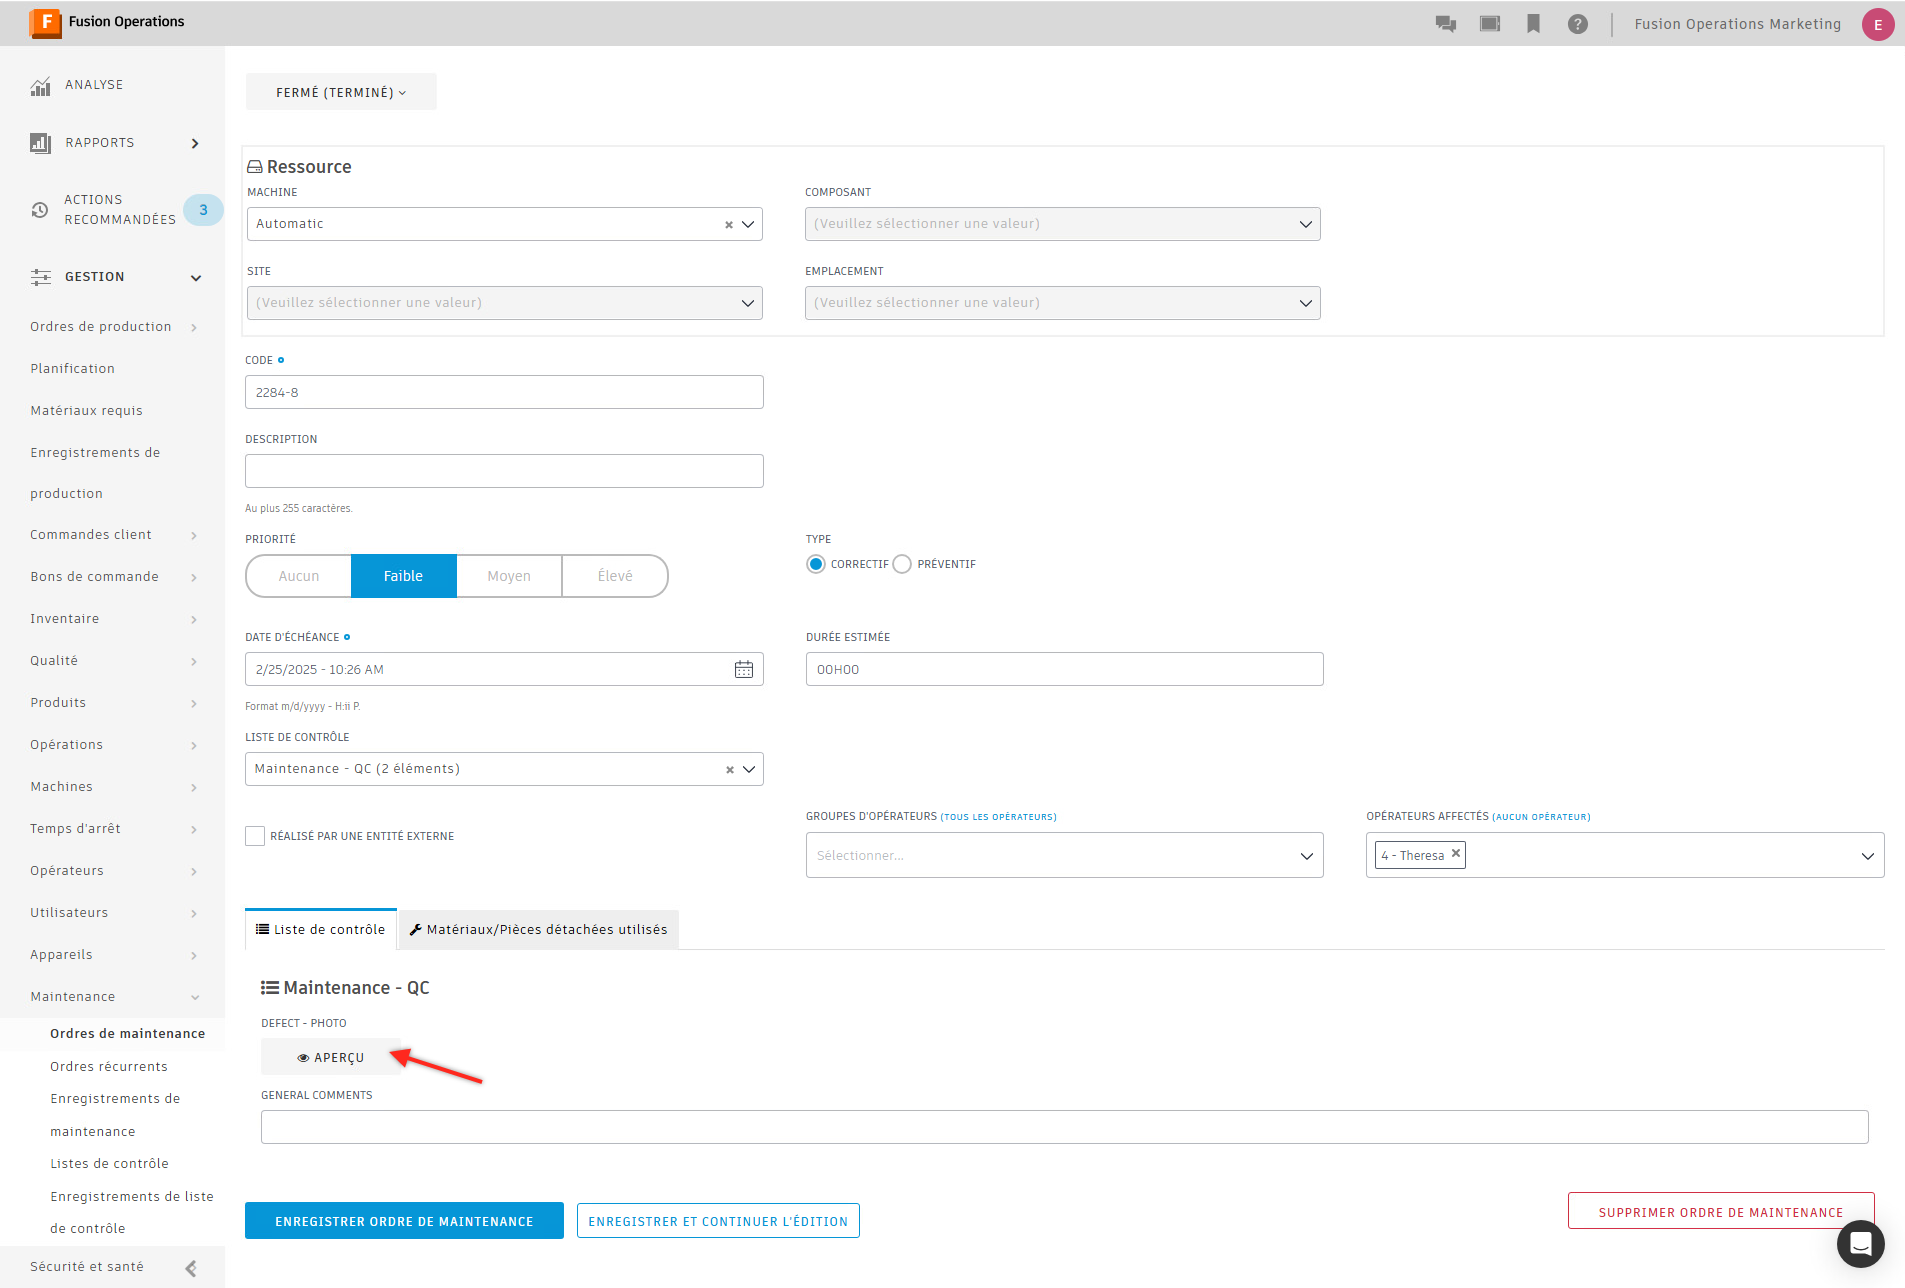 Fusion Operations
Fusion Operations Marketing
E
ANALYSE
RAPPORTS
ACTIONS
RECOMMANDÉES
3
GESTION
Ordres de production
Planification
Matériaux requis
Enregistrements de
production
Commandes client
Bons de commande
Inventaire
Qualité
Produits
Opérations
Machines
Temps d'arrêt
Opérateurs
Utilisateurs
Appareils
Maintenance
Ordres de maintenance
Ordres récurrents
Enregistrements de
maintenance
Listes de contrôle
Enregistrements de liste
de contrôle
Sécurité et santé
FERMÉ (TERMINÉ)
Ressource
MACHINE
Automatic
COMPOSANT
(Veuillez sélectionner une valeur)
SITE
(Veuillez sélectionner une valeur)
EMPLACEMENT
(Veuillez sélectionner une valeur)
CODE
2284-8
DESCRIPTION
Au plus 255 caractères.
PRIORITÉ
Aucun
Faible
Moyen
Élevé
TYPE
CORRECTIF
PRÉVENTIF
DATE D'ÉCHÉANCE
2/25/2025 - 10:26 AM
Format m/d/yyyy - H:ii P.
DURÉE ESTIMÉE
00H00
LISTE DE CONTRÔLE
Maintenance - QC (2 éléments)
RÉALISÉ PAR UNE ENTITÉ EXTERNE
GROUPES D'OPÉRATEURS (TOUS LES OPÉRATEURS)
Sélectionner...
OPÉRATEURS AFFECTÉS (AUCUN OPÉRATEUR)
4 - Theresa
Liste de contrôle
Matériaux/Pièces détachées utilisés
Maintenance - QC
DEFECT - PHOTO
APERÇU
GENERAL COMMENTS
ENREGISTRER ORDRE DE MAINTENANCE
ENREGISTRER ET CONTINUER L'ÉDITION
SUPPRIMER ORDRE DE MAINTENANCE